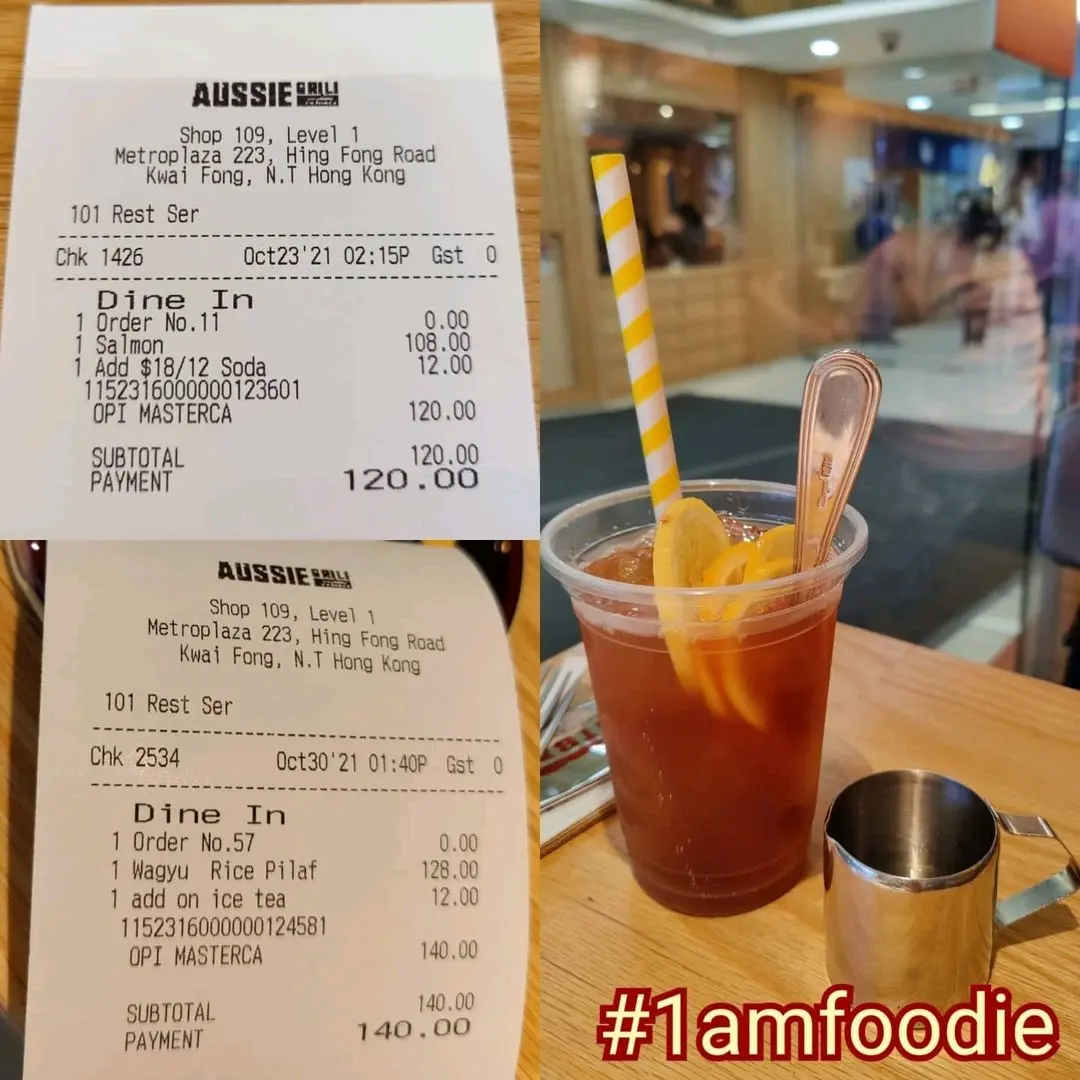 AUSSIE GRILL
Shop 109, Level 1
Metroplaza 223, Hing Fong Road
Kwai Fong, N.T Hong Kong
101 Rest Ser
Chk 1426 Oct23'21 02:15P Gst 0
Dine In
1 Order No.11 0.00
1 Salmon 108.00
1 Add $18/12 Soda 12.00
1152316000000123601
OPI MASTERCA 120.00
SUBTOTAL 120.00
PAYMENT 120.00
AUSSIE GRILL
Shop 109, Level 1
Metroplaza 223, Hing Fong Road
Kwai Fong, N.T Hong Kong
101 Rest Ser
Chk 2534 Oct30'21 01:40P Gst 0
Dine In
1 Order No.57 0.00
1 Wagyu Rice Pilaf 128.00
1 add on ice tea 12.00
1152316000000124581
OPI MASTERCA 140.00
SUBTOTAL 140.00
PAYMENT 140.00
#1amfoodie